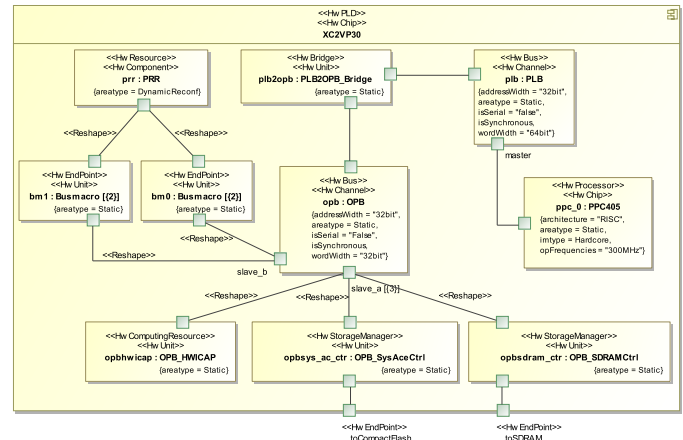 <<Hw PLD>>
<<Hw Chip>>
XC2VP30
<<Hw Resource>>
<<Hw Component>>
prr : PRR
{areatype = DynamicReconf}
<<Hw Bridge>>
<<Hw Unit>>
plb2opb : PLB2OPB_Bridge
{areatype = Static}
<<Hw Bus>>
<<Hw Channel>>
plb : PLB
{addressWidth = "32bit",
areatype = Static,
isSerial = "false",
isSynchronous,
wordWidth = "64bit"}
master
<<Reshape>>
<<Reshape>>
<<Hw EndPoint>>
<<Hw Unit>>
bm1 : Busmacro [{2}]
{areatype = Static}
<<Hw EndPoint>>
<<Hw Unit>>
bm0 : Busmacro [{2}]
{areatype = Static}
<<Hw Bus>>
<<Hw Channel>>
opb : OPB
{addressWidth = "32bit",
areatype = Static,
isSerial = "False",
isSynchronous,
wordWidth = "32bit"}
<<Hw Processor>>
<<Hw Chip>>
ppc_0 : PPC405
{architecture = "RISC",
areatype = Static,
imtype = Hardcore,
opFrequencies = "300MHz"}
<<Reshape>>
<<Reshape>>
slave_b
slave_a [{3}]
<<Reshape>>
<<Reshape>>
<<Reshape>>
<<Hw ComputingResource>>
<<Hw Unit>>
opbhwicap : OPB_HWICAP
{areatype = Static}
<<Hw StorageManager>>
<<Hw Unit>>
opbsys_ac_ctr : OPB_SysAceCtrl
{areatype = Static}
<<Hw StorageManager>>
<<Hw Unit>>
opbsdram_ctr : OPB_SDRAMCtrl
{areatype = Static}
<<Hw EndPoint>>
toCompactFlash
<<Hw EndPoint>>
toSDRAM